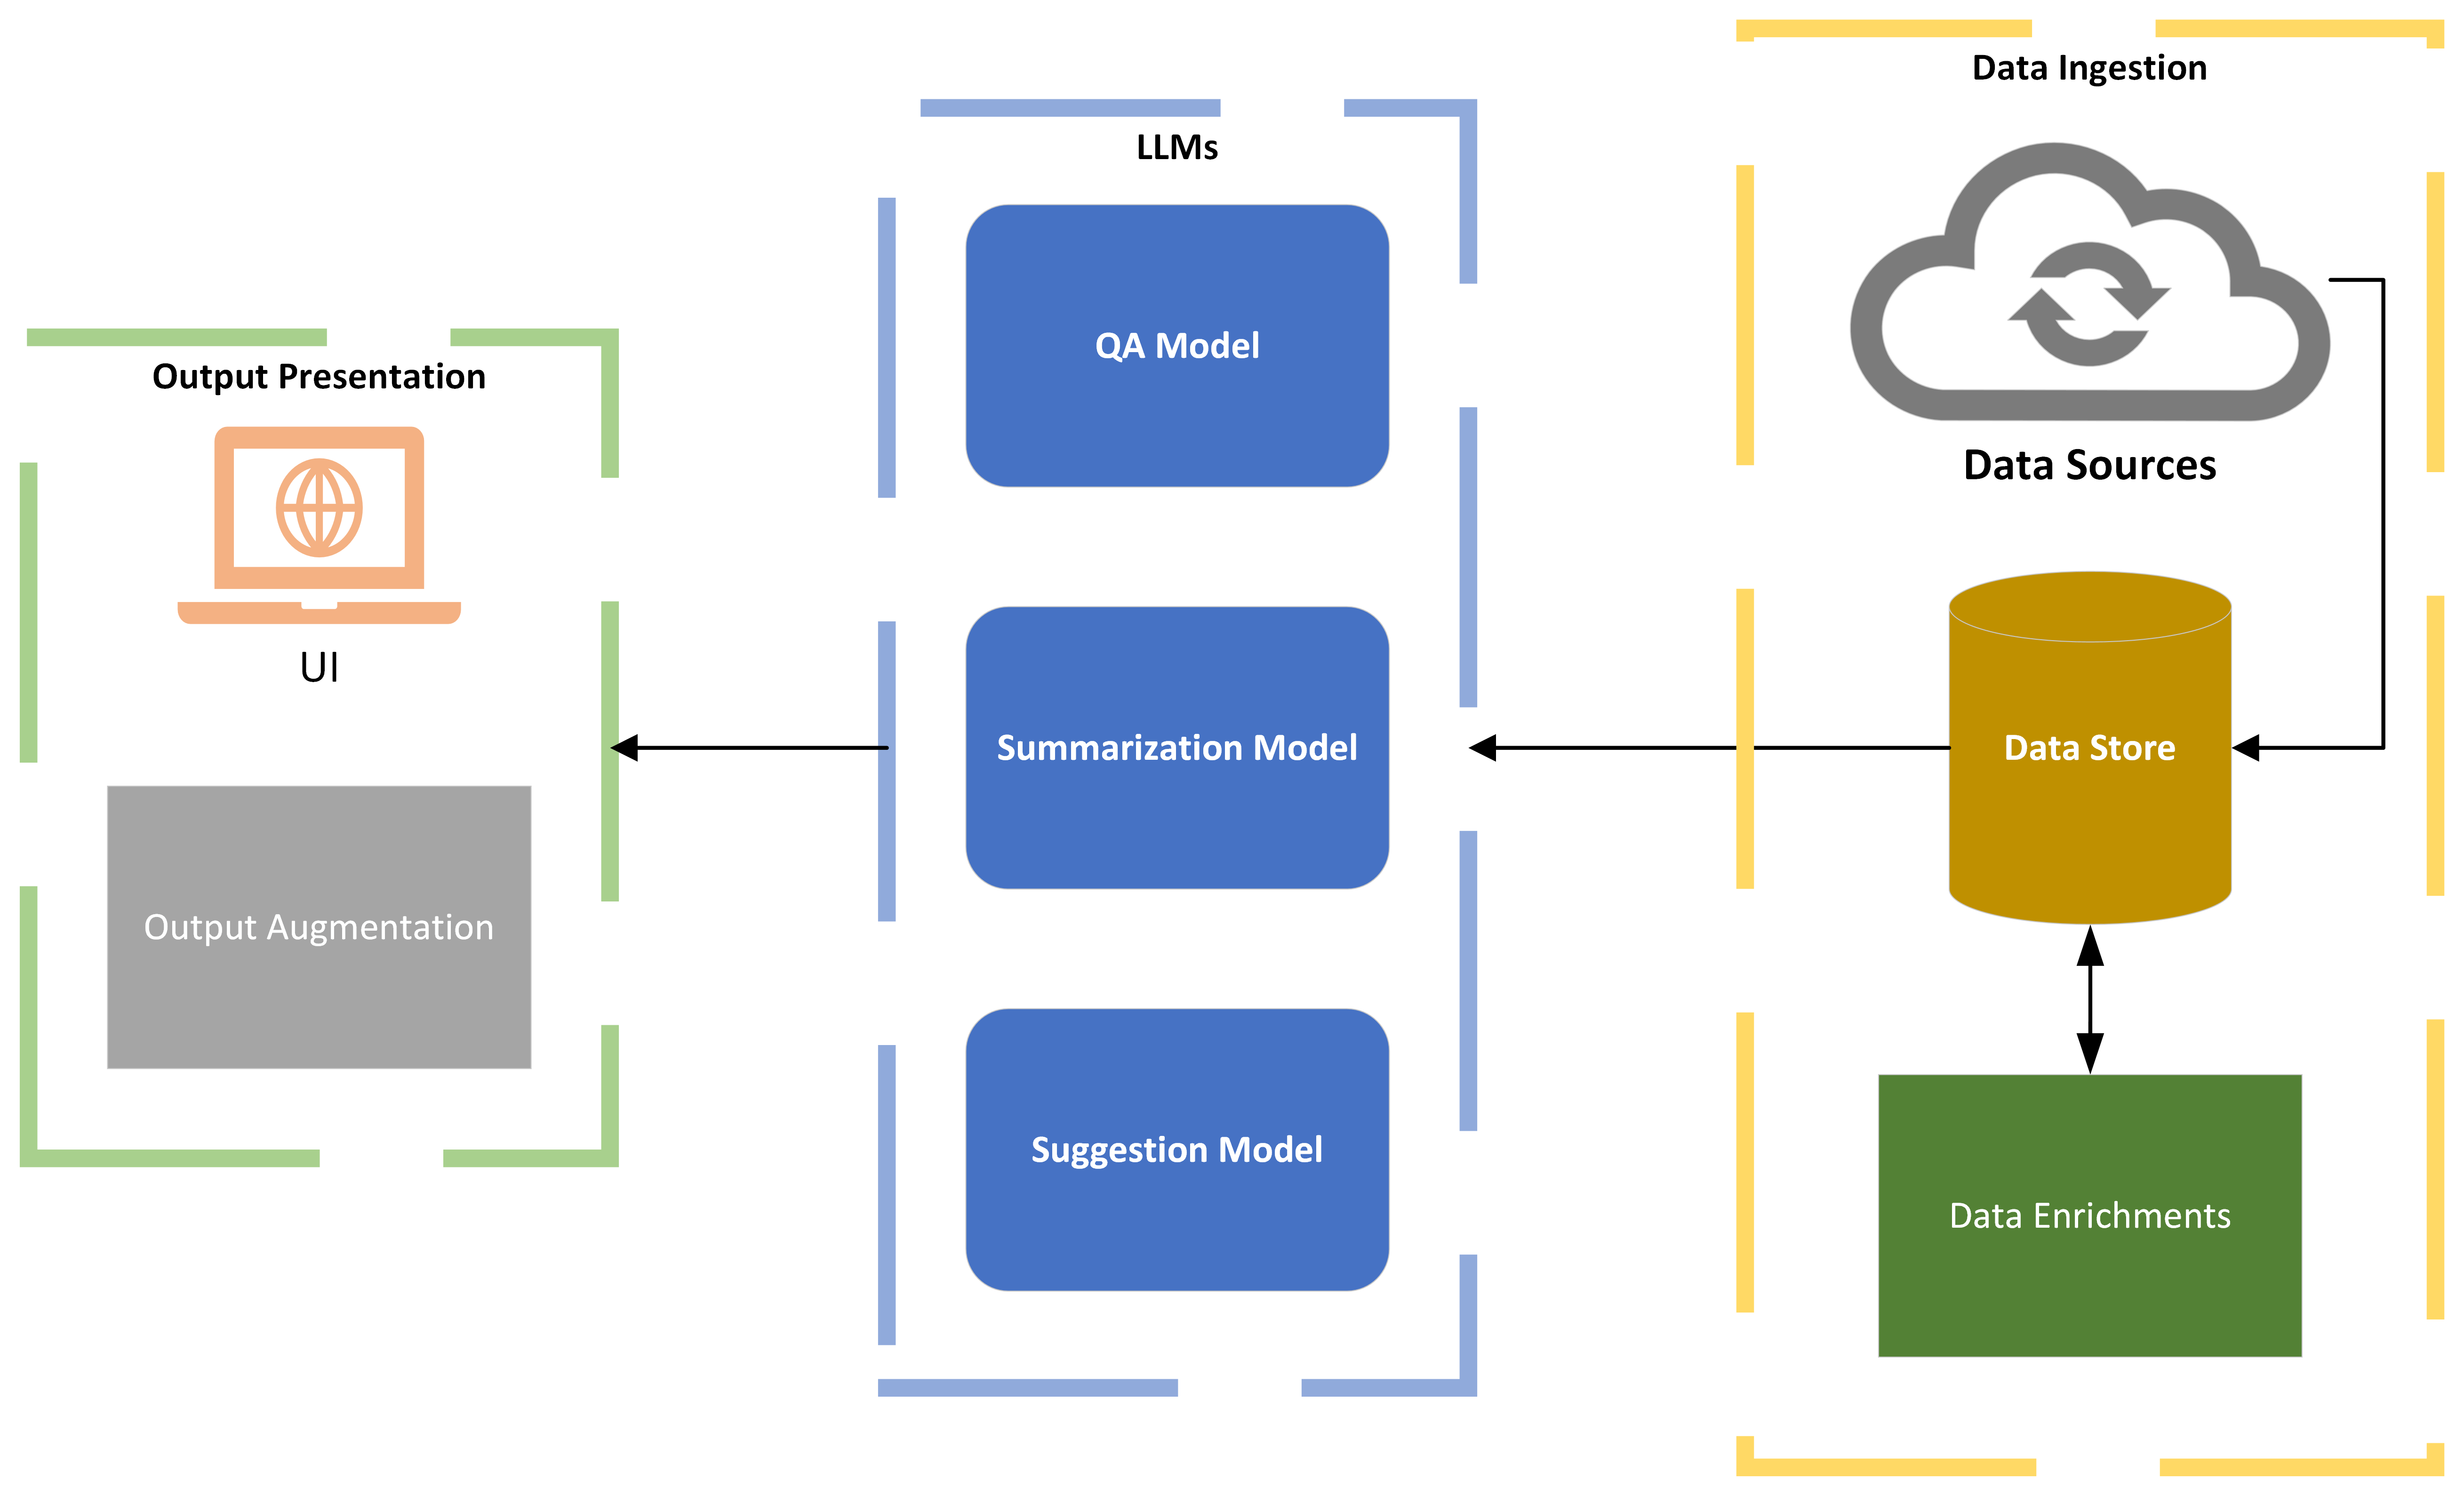 Output Presentation
UI
Output Augmentation
LLMs
QA Model
Summarization Model
Suggestion Model
Data Ingestion
Data Sources
Data Store
Data Enrichments